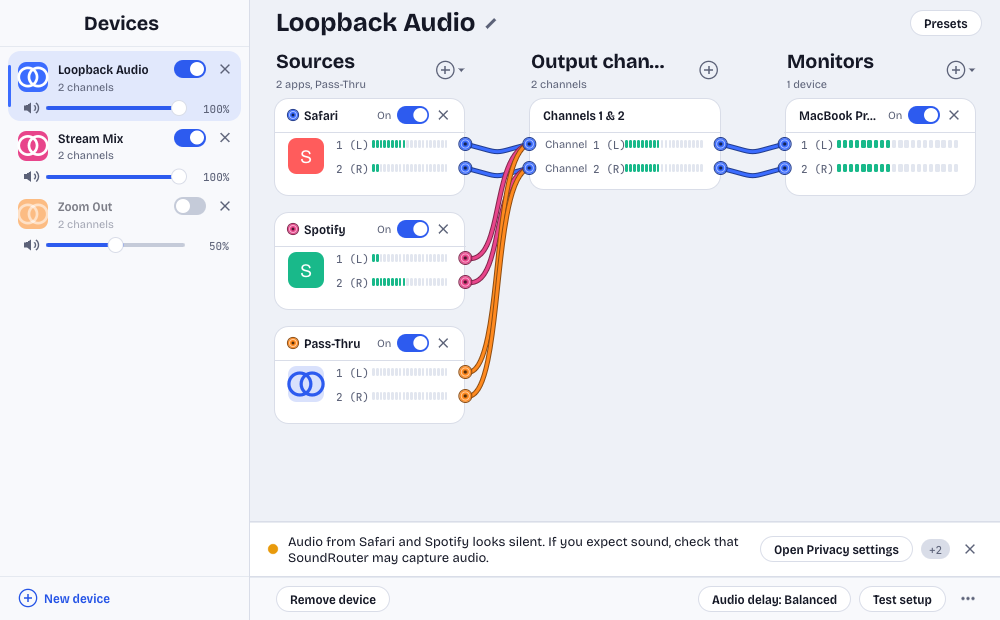 Devices
Loopback Audio
2 channels
100%
Stream Mix
2 channels
100%
Zoom Out
2 channels
50%
New device
Loopback Audio
Presets
Sources
2 apps, Pass-Thru
Output chan...
2 channels
Monitors
1 device
Safari
On
S
1 (L)
2 (R)
Spotify
On
S
1 (L)
2 (R)
Pass-Thru
On
1 (L)
2 (R)
Channels 1 & 2
Channel 1 (L)
Channel 2 (R)
MacBook Pr...
On
1 (L)
2 (R)
Audio from Safari and Spotify looks silent. If you expect sound, check that
SoundRouter may capture audio.
Open Privacy settings
+2
Remove device
Audio delay: Balanced
Test setup